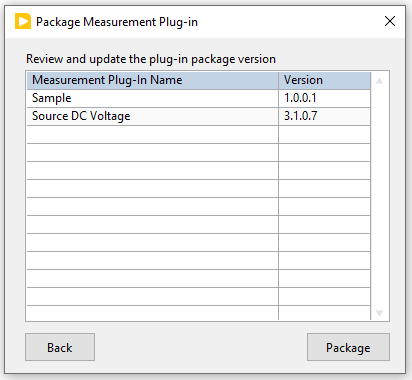 Package Measurement Plug-in
Review and update the plug-in package version
Measurement Plug-In Name Version
Sample 1.0.0.1
Source DC Voltage 3.1.0.7
Back Package